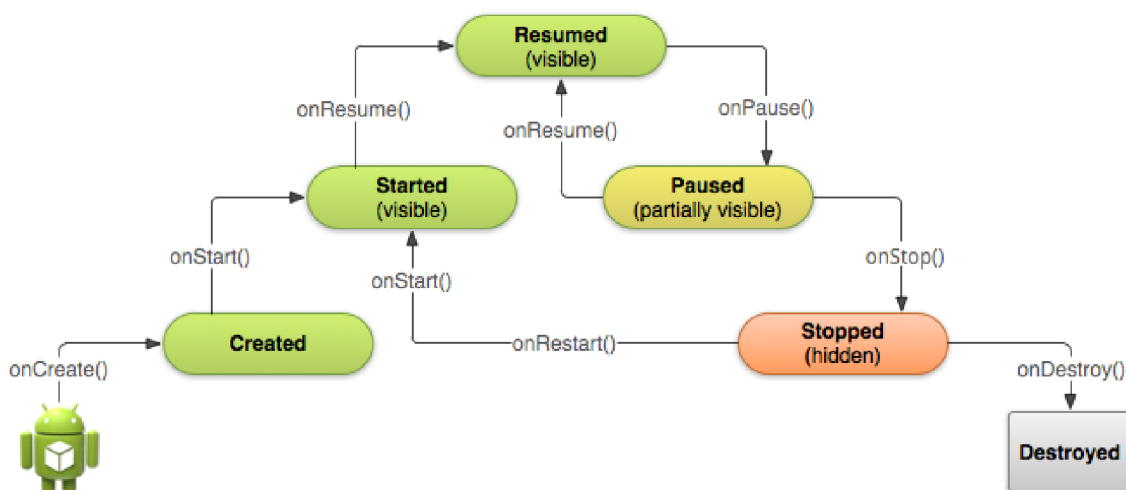 Resumed
(visible)
onResume()
onResume()
onPause()
Started
(visible)
Paused
(partially visible)
onStart()
onStart()
onStop()
Created
onRestart()
Stopped
(hidden)
onCreate()
onDestroy()
Destroyed